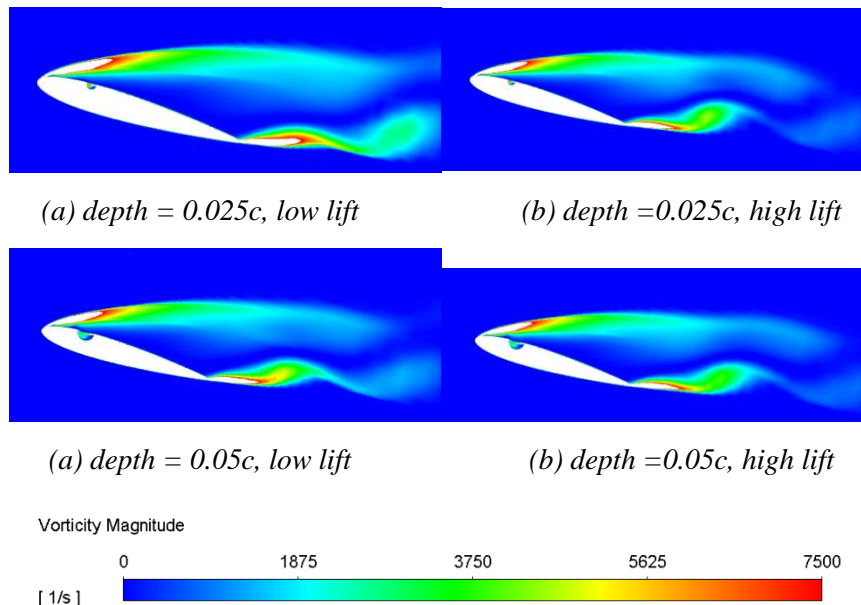 (a) depth = 0.025c, low lift
(b) depth =0.025c, high lift
(a) depth = 0.05c, low lift
(b) depth =0.05c, high lift
Vorticity Magnitude
0 1875 3750 5625 7500
[ 1/s ]